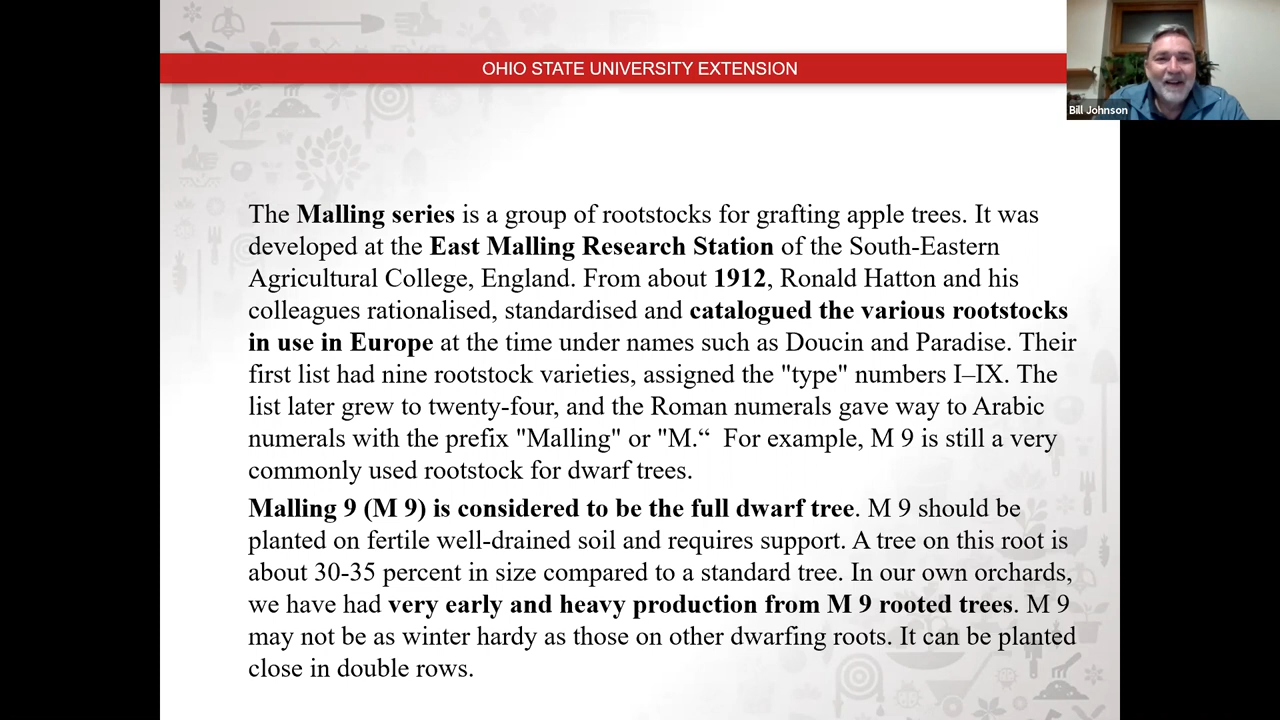 OHIO STATE UNIVERSITY EXTENSION
Bill Johnson
The Malling series is a group of rootstocks for grafting apple trees. It was
developed at the East Malling Research Station of the South-Eastern
Agricultural College, England. From about 1912, Ronald Hatton and his
colleagues rationalised, standardised and catalogued the various rootstocks
in use in Europe at the time under names such as Doucin and Paradise. Their
first list had nine rootstock varieties, assigned the "type" numbers I–IX. The
list later grew to twenty-four, and the Roman numerals gave way to Arabic
numerals with the prefix "Malling" or "M.“  For example, M 9 is still a very
commonly used rootstock for dwarf trees.
Malling 9 (M 9) is considered to be the full dwarf tree. M 9 should be
planted on fertile well-drained soil and requires support. A tree on this root is
about 30-35 percent in size compared to a standard tree. In our own orchards,
we have had very early and heavy production from M 9 rooted trees. M 9
may not be as winter hardy as those on other dwarfing roots. It can be planted
close in double rows.